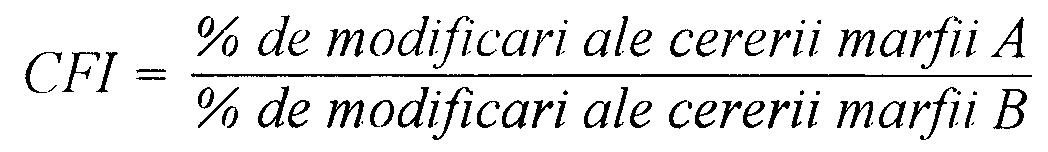 % de modificari ale cererii marfii A
CFI =
% de modificari ale cererii marfii B